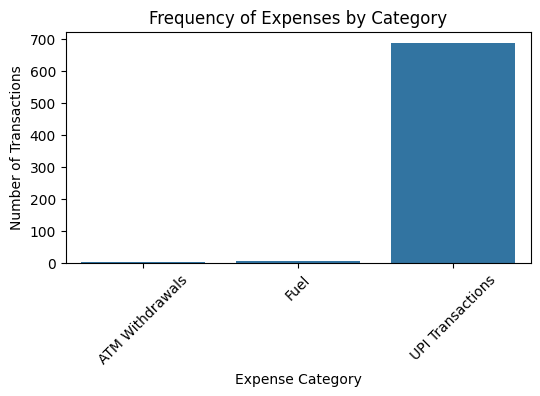 Frequency of Expenses by Category
Number of Transactions
700
600
500
400
300
200
100
0
ATM Withdrawals
Fuel
UPI Transactions
Expense Category